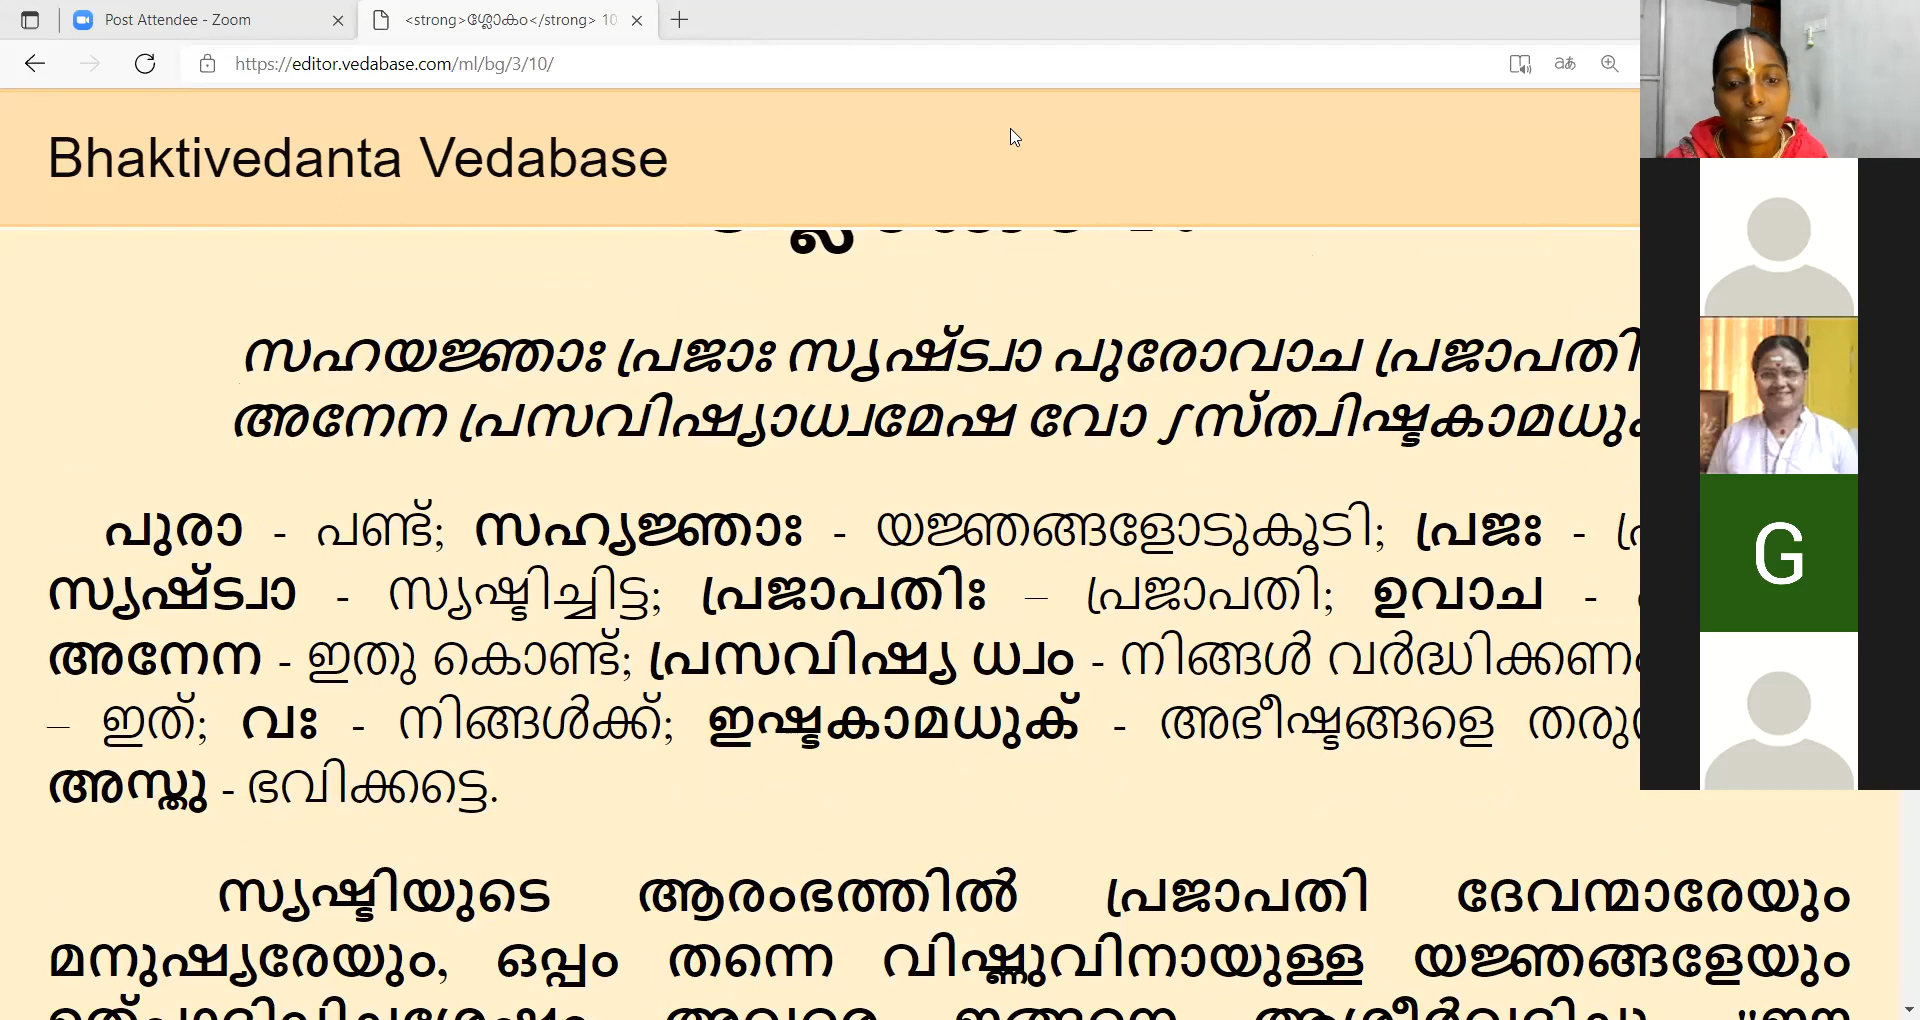 Post Attendee - Zoom
<strong>ശ്ലോകം</strong> 10
https://editor.vedabase.com/ml/bg/3/10/
Bhaktivedanta Vedabase
സഹയജ്ഞാഃ പ്രജാഃ സൃഷ്ട്വാ പുരോവാച പ്രജാപതി
അനേന പ്രസവിഷ്യാധ്വമേഷ വോ ഽസ്ത്വിഷ്ടകാമധു
പുരാ - പണ്ട്; സഹ്യജ്ഞാഃ - യജ്ഞങ്ങളോടുകൂടി; പ്രജഃ -
സൃഷ്ട്വാ - സൃഷ്ടിച്ചിട്ട; പ്രജാപതിഃ – പ്രജാപതി; ഉവാച -
അനേന - ഇതു കൊണ്ട്; പ്രസവിഷ്യ ധ്വം - നിങ്ങൾ വർദ്ധിക്കണം
– ഇത്; വഃ - നിങ്ങൾക്ക്; ഇഷ്ടകാമധുക് - അഭീഷ്ടങ്ങളെ
അസ്തു - ഭവിക്കട്ടെ.
സൃഷ്ടിയുടെ ആരംഭത്തിൽ പ്രജാപതി ദേവന്മാരേയും
മനുഷ്യരേയും, ഒപ്പം തന്നെ വിഷ്ണുവിനായുള്ള യജ്ഞങ്ങളേയും
G